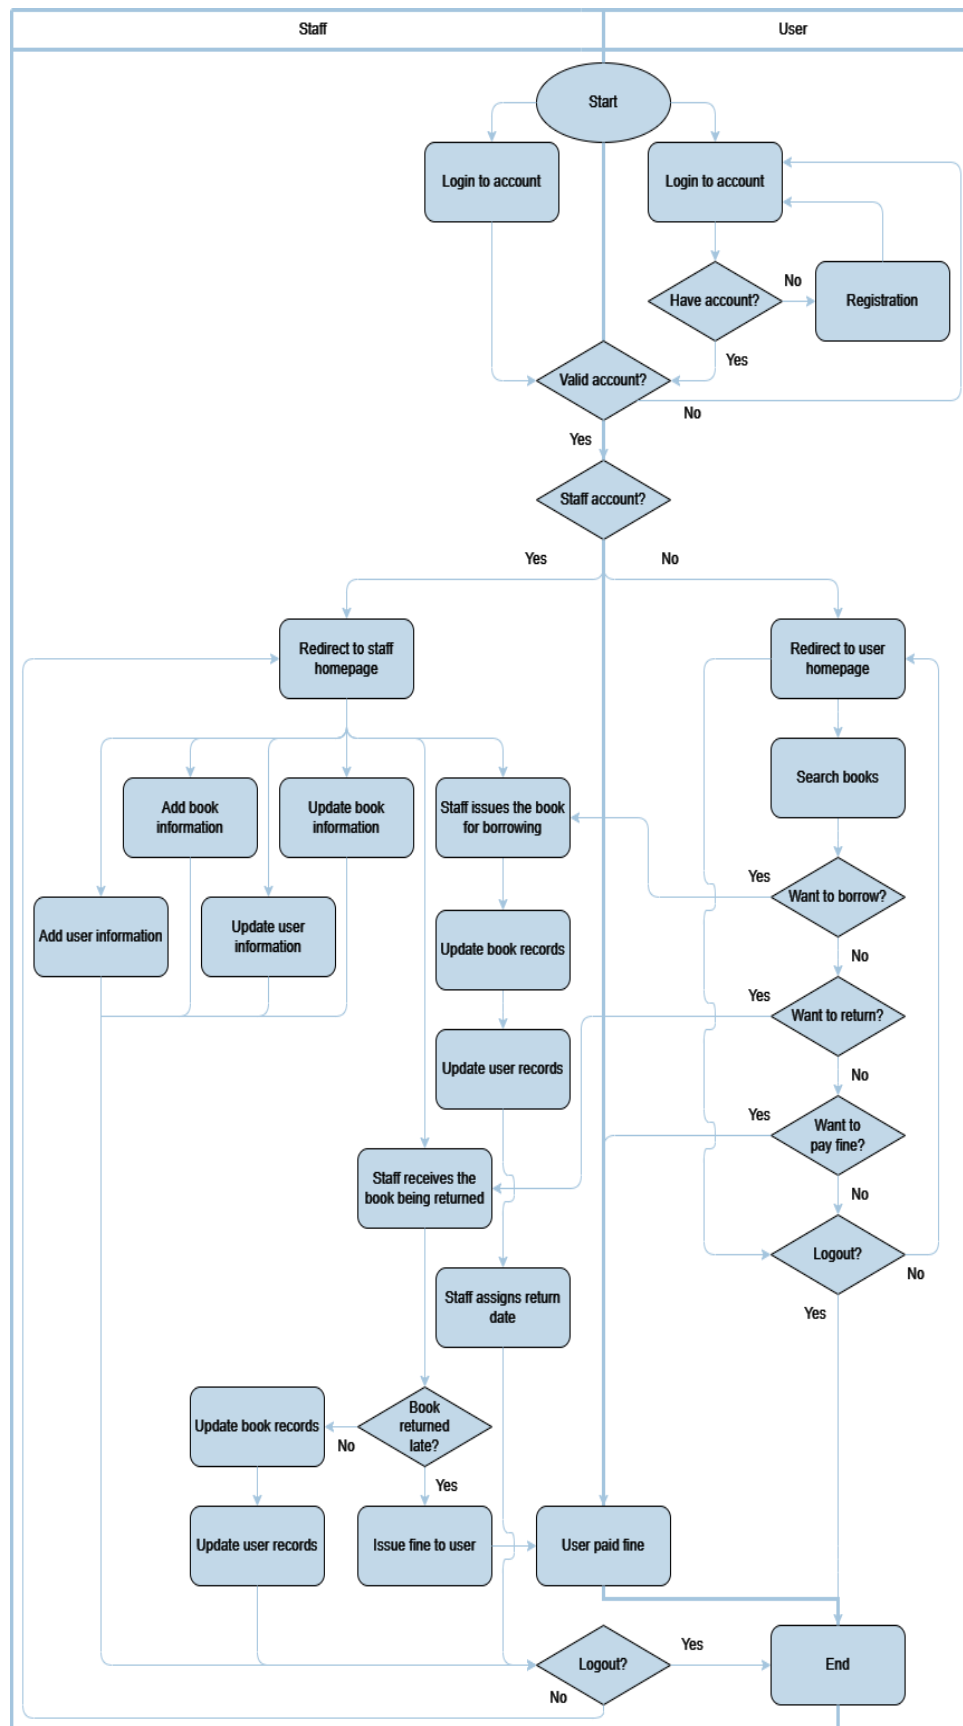 Staff
User
Start
Login to account
Login to account
Have account?
No
Registration
Yes
Valid account?
No
Yes
Staff account?
Yes
No
Redirect to staff
homepage
Redirect to user
homepage
Search books
Add book
information
Update book
information
Staff issues the book
for borrowing
Yes
Want to borrow?
Add user information
Update user
information
Update book records
No
Yes
Want to return?
Update user records
No
Yes
Want to
pay fine?
Staff receives the
book being returned
No
Logout?
No
Staff assigns return
date
Yes
Update book records
Book
returned
late?
No
Yes
Update user records
Issue fine to user
User paid fine
Logout?
Yes
No
End